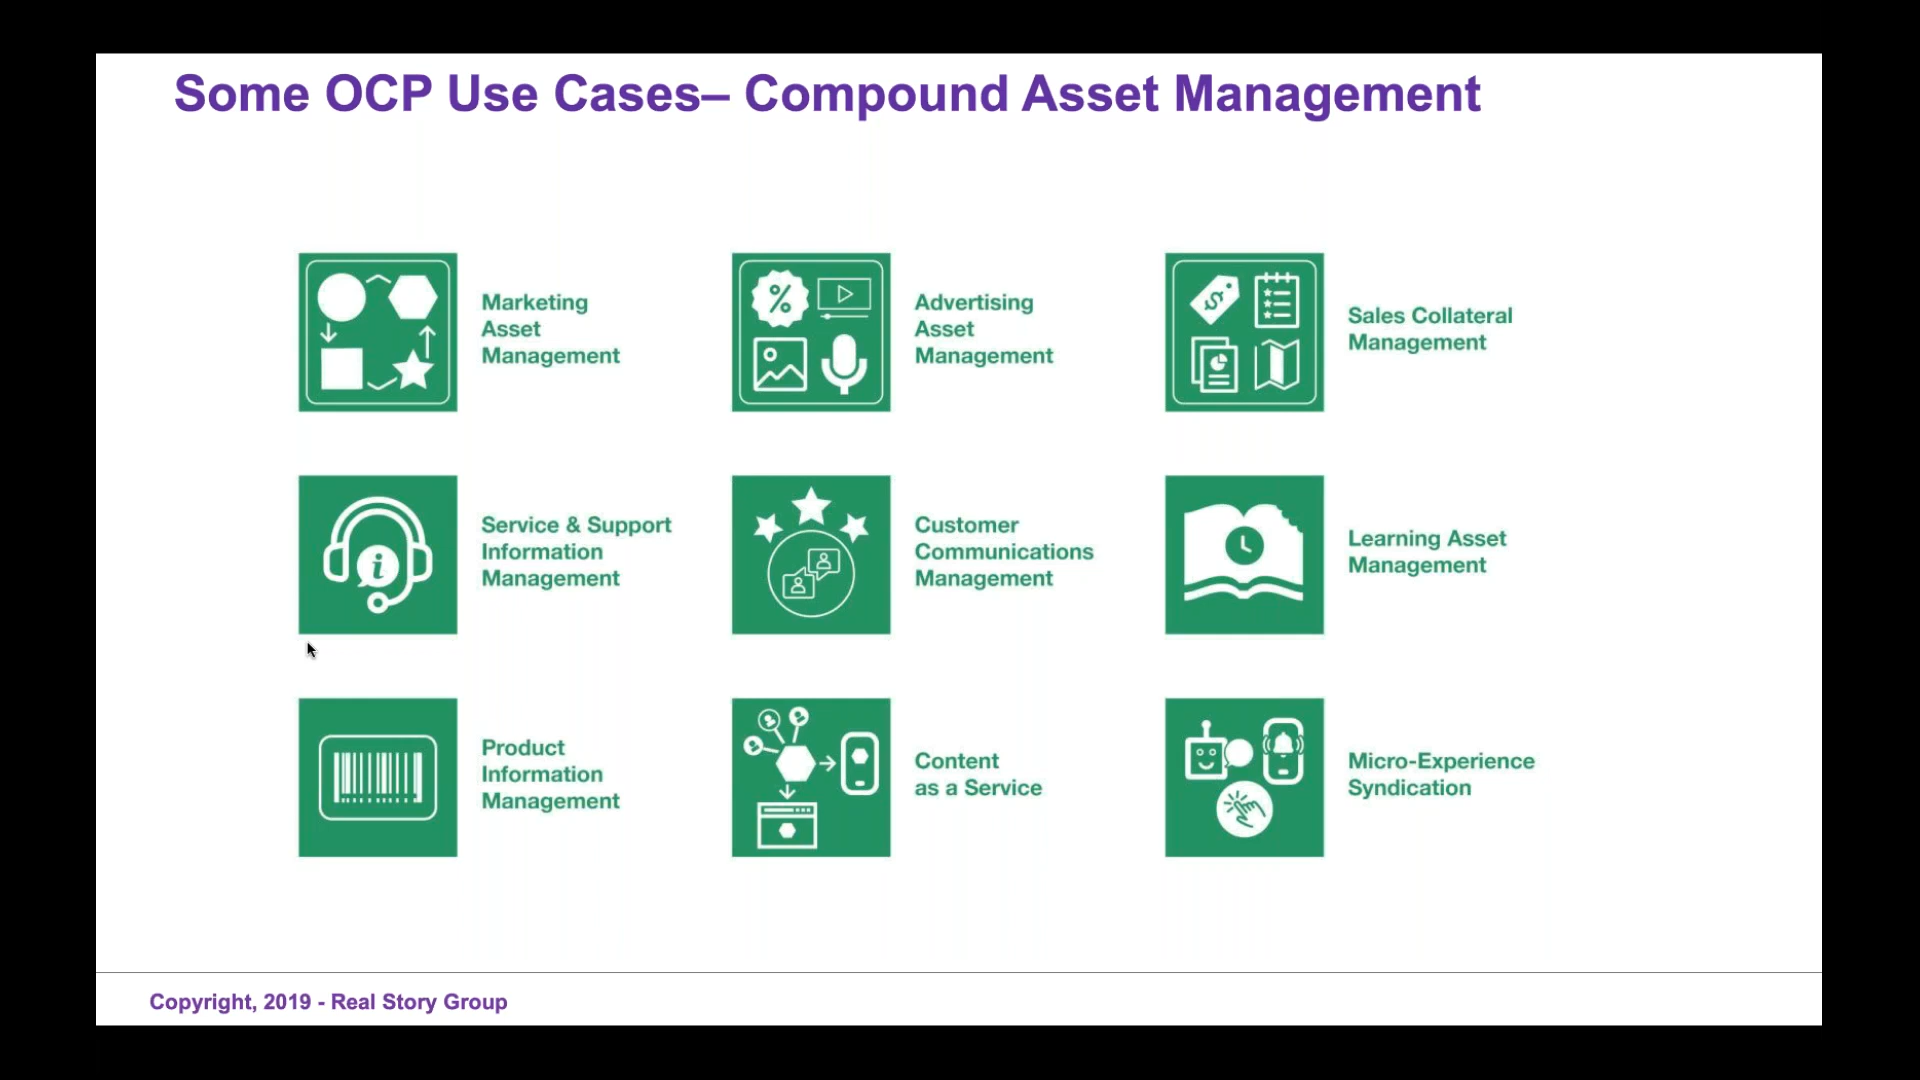 Some OCP Use Cases– Compound Asset Management
Marketing
Asset
Management
Advertising
Asset
Management
Sales Collateral
Management
Service & Support
Information
Management
Customer
Communications
Management
Learning Asset
Management
Product
Information
Management
Content
as a Service
Micro-Experience
Syndication
Copyright, 2019 - Real Story Group